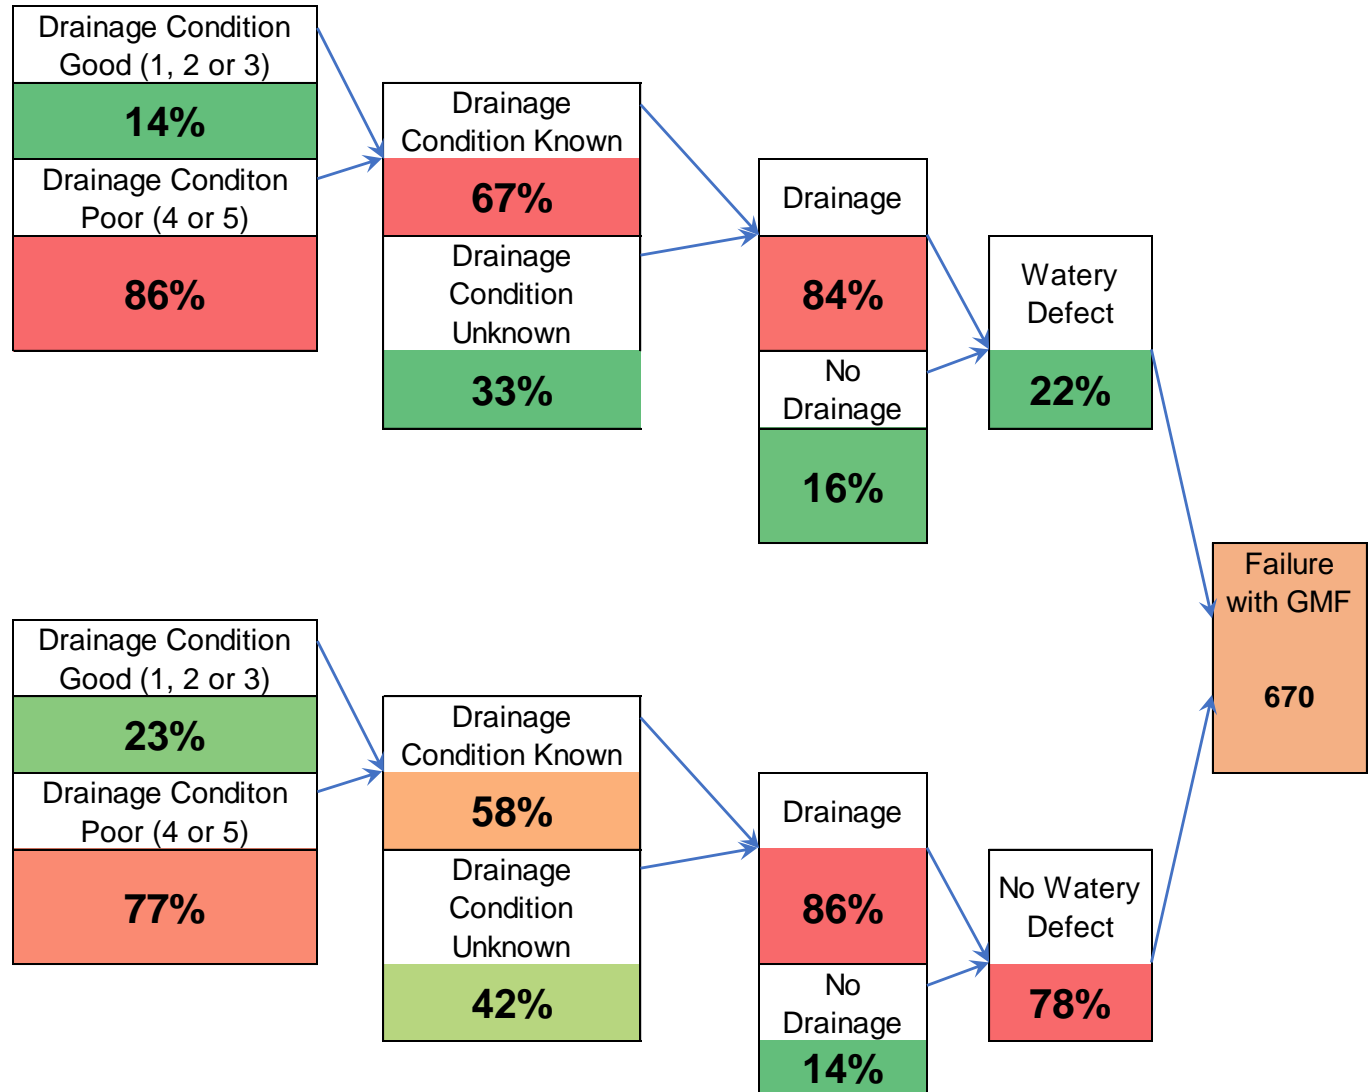 Drainage Condition
Good (1, 2 or 3)
14%
Drainage Conditon
Poor (4 or 5)
86%
Drainage
Condition Known
67%
Drainage
Condition
Unknown
33%
Drainage
84%
No
Drainage
16%
Watery
Defect
22%
Failure
with GMF
670
Drainage Condition
Good (1, 2 or 3)
23%
Drainage Conditon
Poor (4 or 5)
77%
Drainage
Condition Known
58%
Drainage
Condition
Unknown
42%
Drainage
86%
No
Drainage
14%
No Watery
Defect
78%